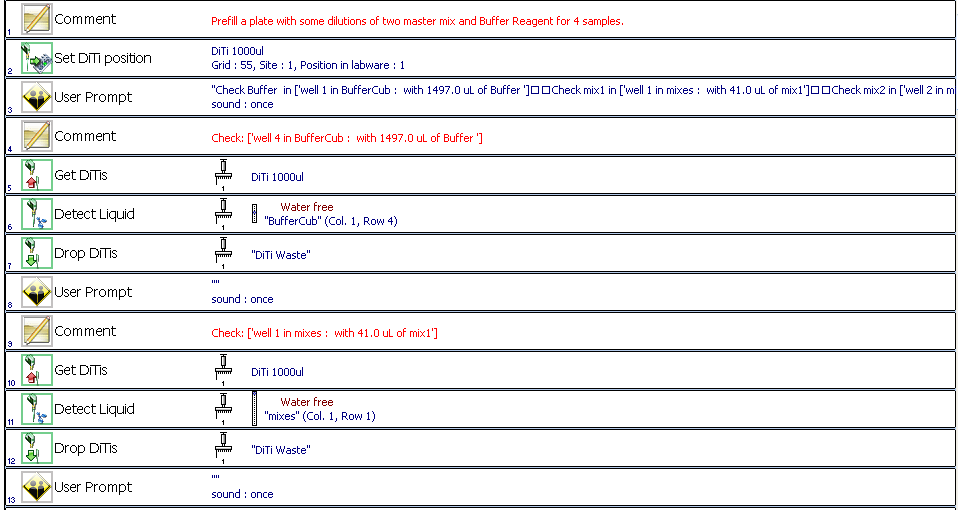 1 Comment Prefill a plate with some dilutions of two master mix and Buffer Reagent for 4 samples.
2 Set DiTi position DiTi 1000ul
Grid : 55, Site : 1, Position in labware : 1
3 User Prompt "Check Buffer in ['well 1 in BufferCub : with 1497.0 uL of Buffer ']□□Check mix1 in ['well 1 in mixes : with 41.0 uL of mix1']□□Check mix2 in ['well 2 in m
sound : once
4 Comment Check: ['well 4 in BufferCub : with 1497.0 uL of Buffer ']
5 Get DiTis 1 DiTi 1000ul
6 Detect Liquid 1 Water free
"BufferCub" (Col. 1, Row 4)
7 Drop DiTis 1 "DiTi Waste"
8 User Prompt ""
sound : once
9 Comment Check: ['well 1 in mixes : with 41.0 uL of mix1']
10 Get DiTis 1 DiTi 1000ul
11 Detect Liquid 1 Water free
"mixes" (Col. 1, Row 1)
12 Drop DiTis 1 "DiTi Waste"
13 User Prompt ""
sound : once